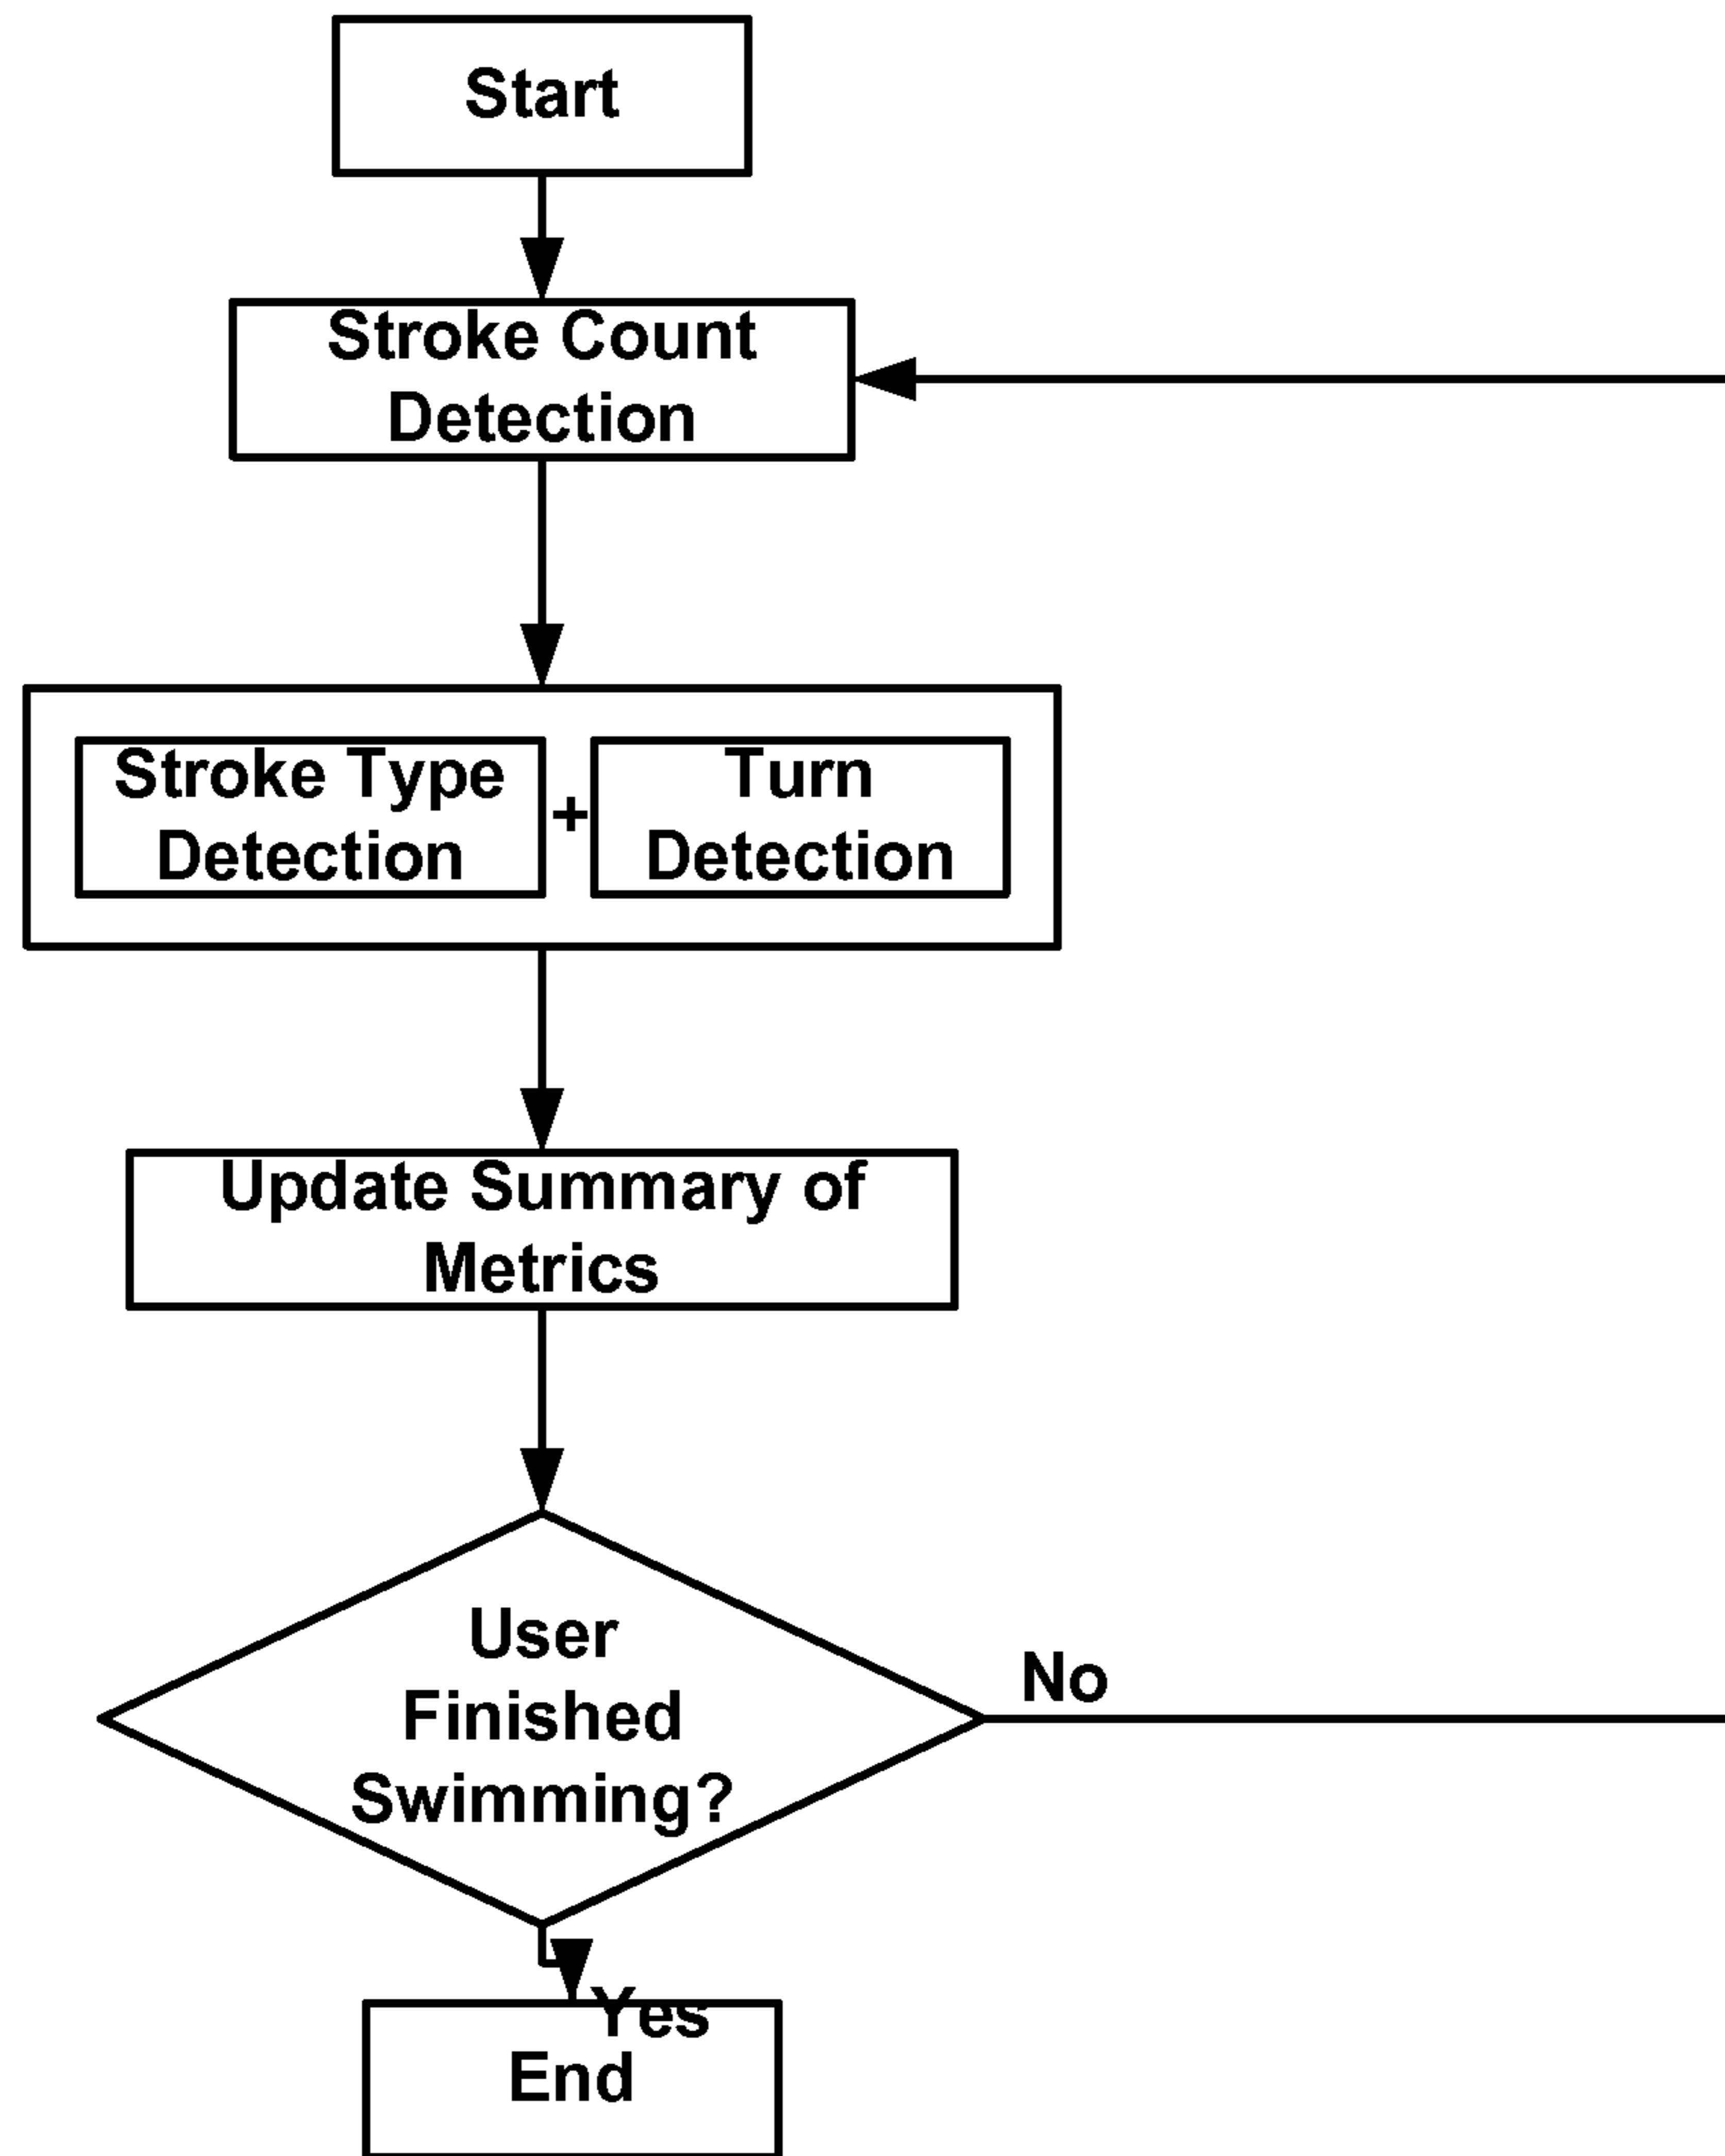 Start
Stroke Count
Detection
Stroke Type
Detection
+
Turn
Detection
Update Summary of
Metrics
User
Finished
Swimming?
No
Yes
End